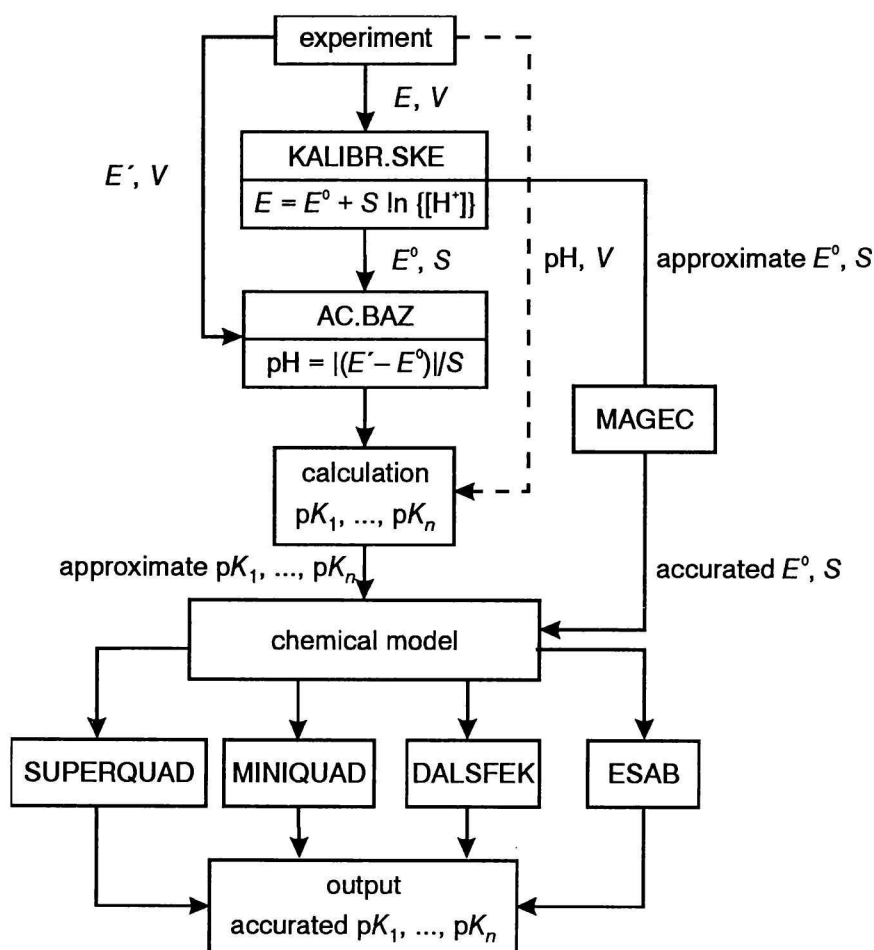 experiment
E, V
E´, V
KALIBR.SKE
E = E⁰ + S ln {[H⁺]}
E⁰, S
pH, V
approximate E⁰, S
AC.BAZ
pH = |(E´– E⁰)|/S
MAGEC
calculation
pK₁, ..., pKₙ
approximate pK₁, ..., pKₙ
accurated E⁰, S
chemical model
SUPERQUAD
MINIQUAD
DALSFEK
ESAB
output
accurated pK₁, ..., pKₙ